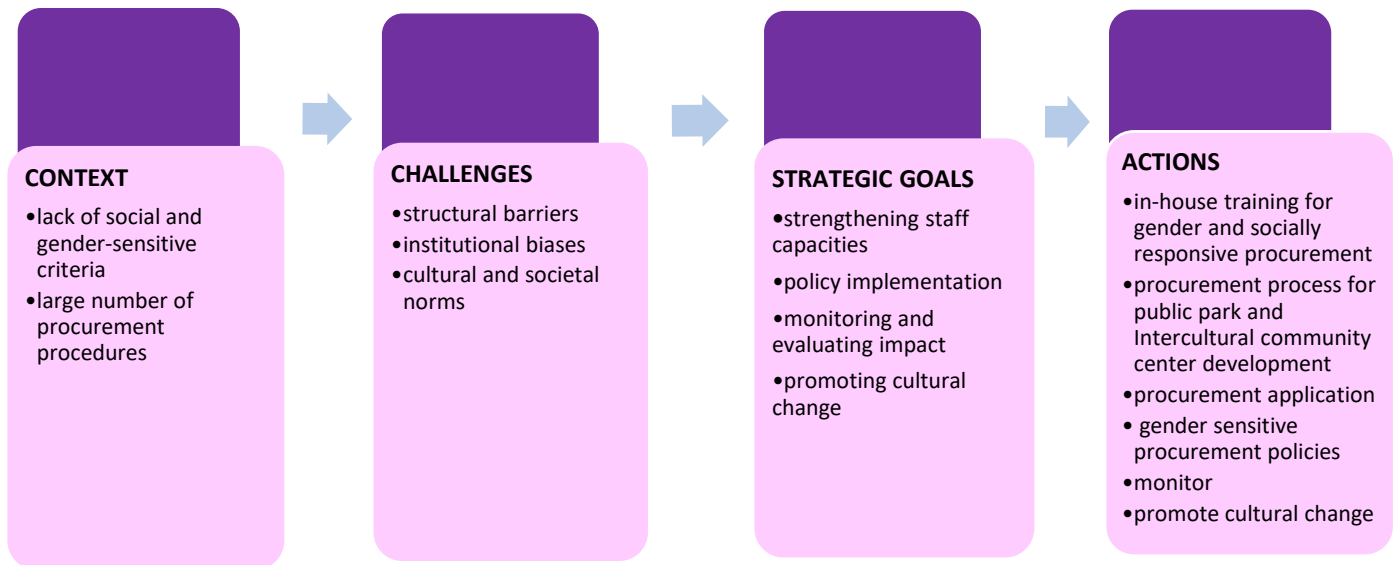 CONTEXT
•lack of social and
gender-sensitive
criteria
•large number of
procurement
procedures
CHALLENGES
•structural barriers
•institutional biases
•cultural and societal
norms
STRATEGIC GOALS
•strengthening staff
capacities
•policy implementation
•monitoring and
evaluating impact
•promoting cultural
change
ACTIONS
•in-house training for
gender and socially
responsive procurement
•procurement process for
public park and
Intercultural community
center development
•procurement application
• gender sensitive
procurement policies
•monitor
•promote cultural change